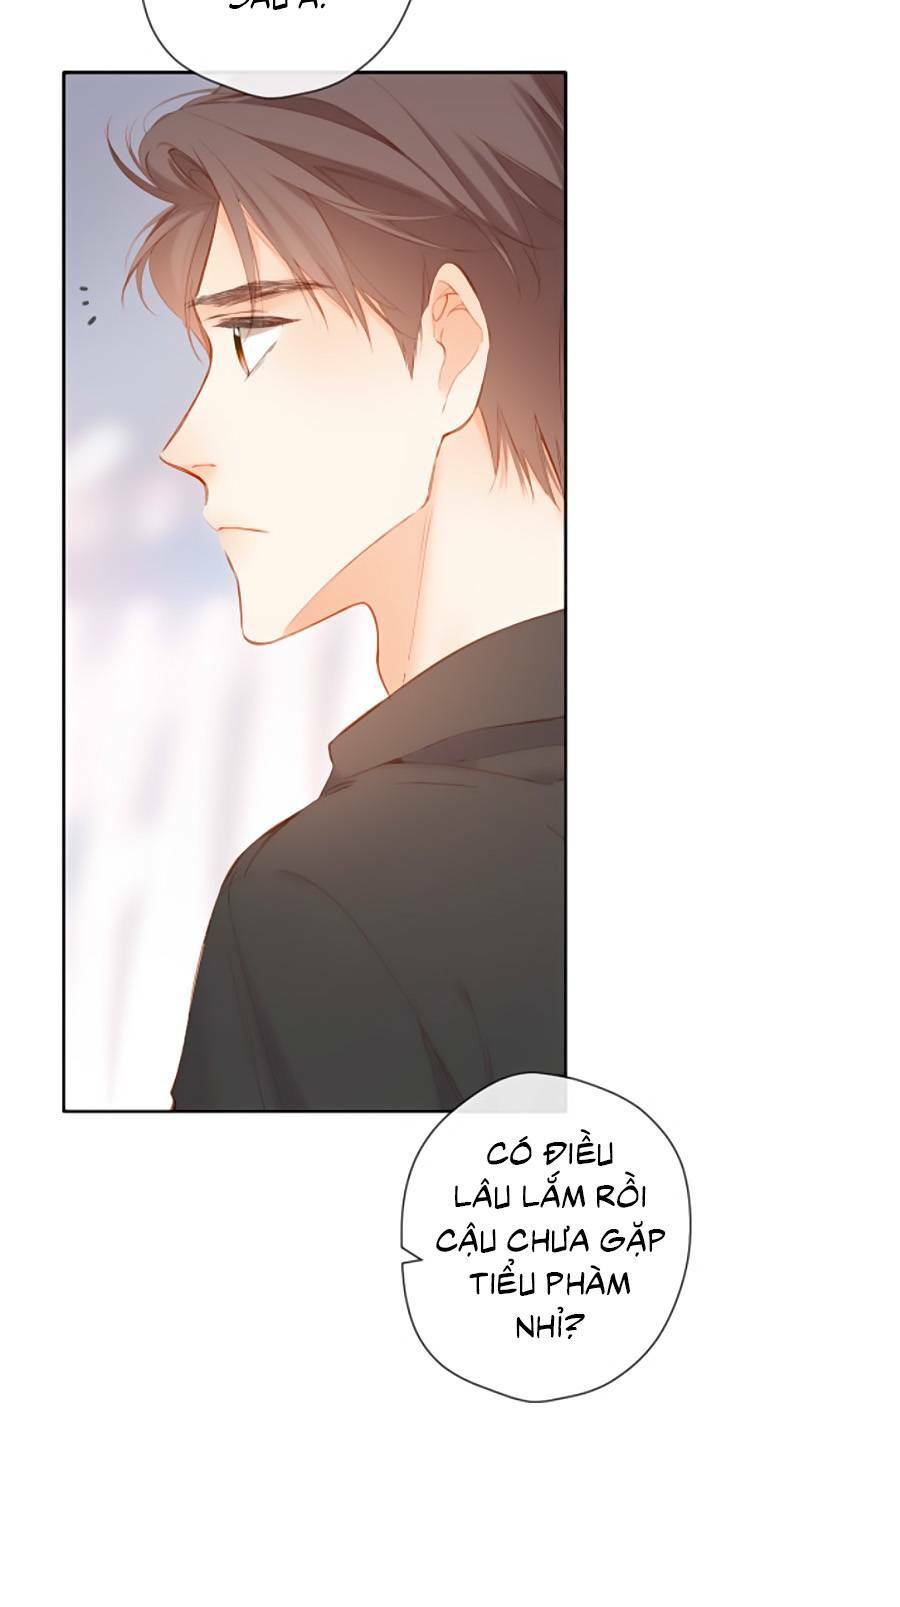 CÓ ĐIỀU
LÂU LẮM RỒI
CẬU CHƯA GẶP
TIỂU PHÀM
NHỈ?